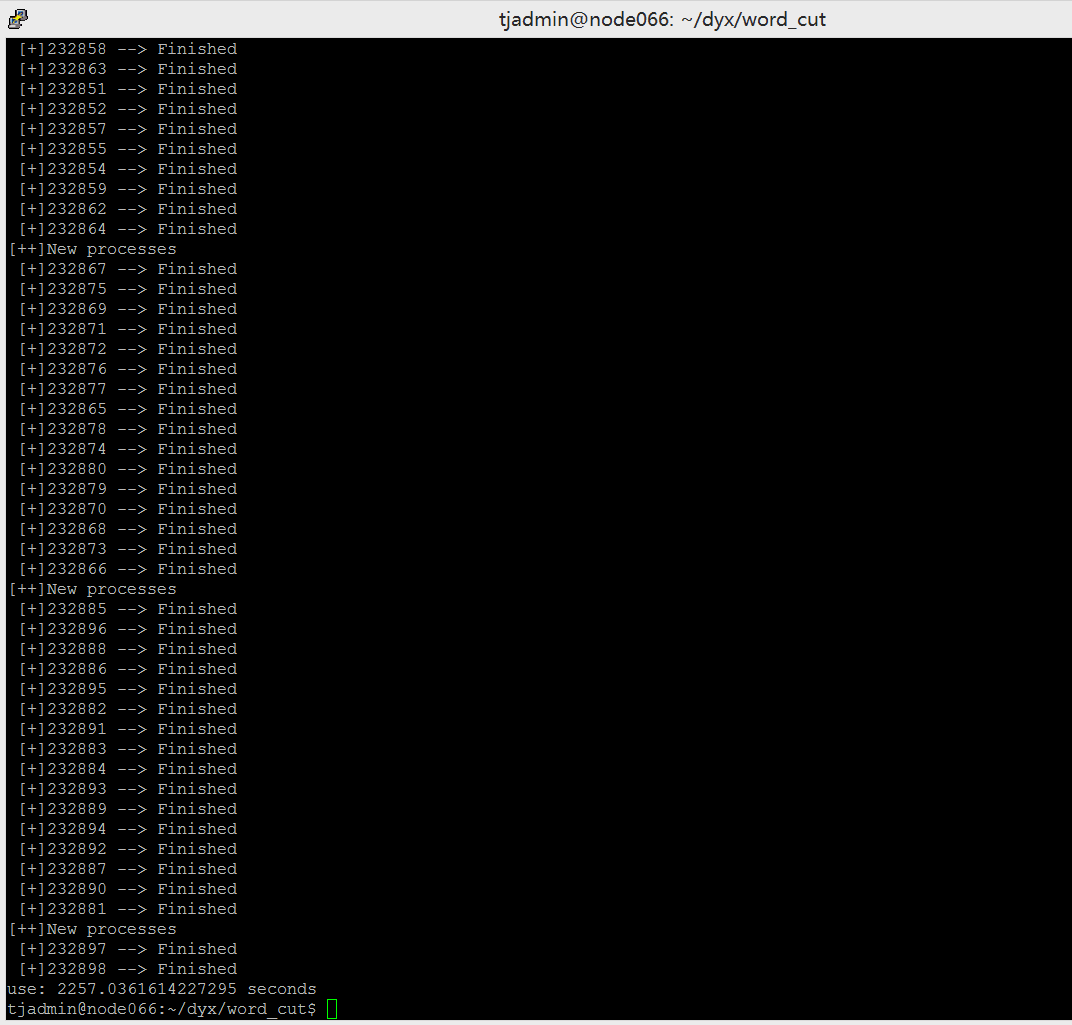 tjadmin@node066: ~/dyx/word_cut
[+]232858 --> Finished
[+]232863 --> Finished
[+]232851 --> Finished
[+]232852 --> Finished
[+]232857 --> Finished
[+]232855 --> Finished
[+]232854 --> Finished
[+]232859 --> Finished
[+]232862 --> Finished
[+]232864 --> Finished
[++]New processes
[+]232867 --> Finished
[+]232875 --> Finished
[+]232869 --> Finished
[+]232871 --> Finished
[+]232872 --> Finished
[+]232876 --> Finished
[+]232877 --> Finished
[+]232865 --> Finished
[+]232878 --> Finished
[+]232874 --> Finished
[+]232880 --> Finished
[+]232879 --> Finished
[+]232870 --> Finished
[+]232868 --> Finished
[+]232873 --> Finished
[+]232866 --> Finished
[++]New processes
[+]232885 --> Finished
[+]232896 --> Finished
[+]232888 --> Finished
[+]232886 --> Finished
[+]232895 --> Finished
[+]232882 --> Finished
[+]232891 --> Finished
[+]232883 --> Finished
[+]232884 --> Finished
[+]232893 --> Finished
[+]232889 --> Finished
[+]232894 --> Finished
[+]232892 --> Finished
[+]232887 --> Finished
[+]232890 --> Finished
[+]232881 --> Finished
[++]New processes
[+]232897 --> Finished
[+]232898 --> Finished
use: 2257.0361614227295 seconds
tjadmin@node066:~/dyx/word_cut$